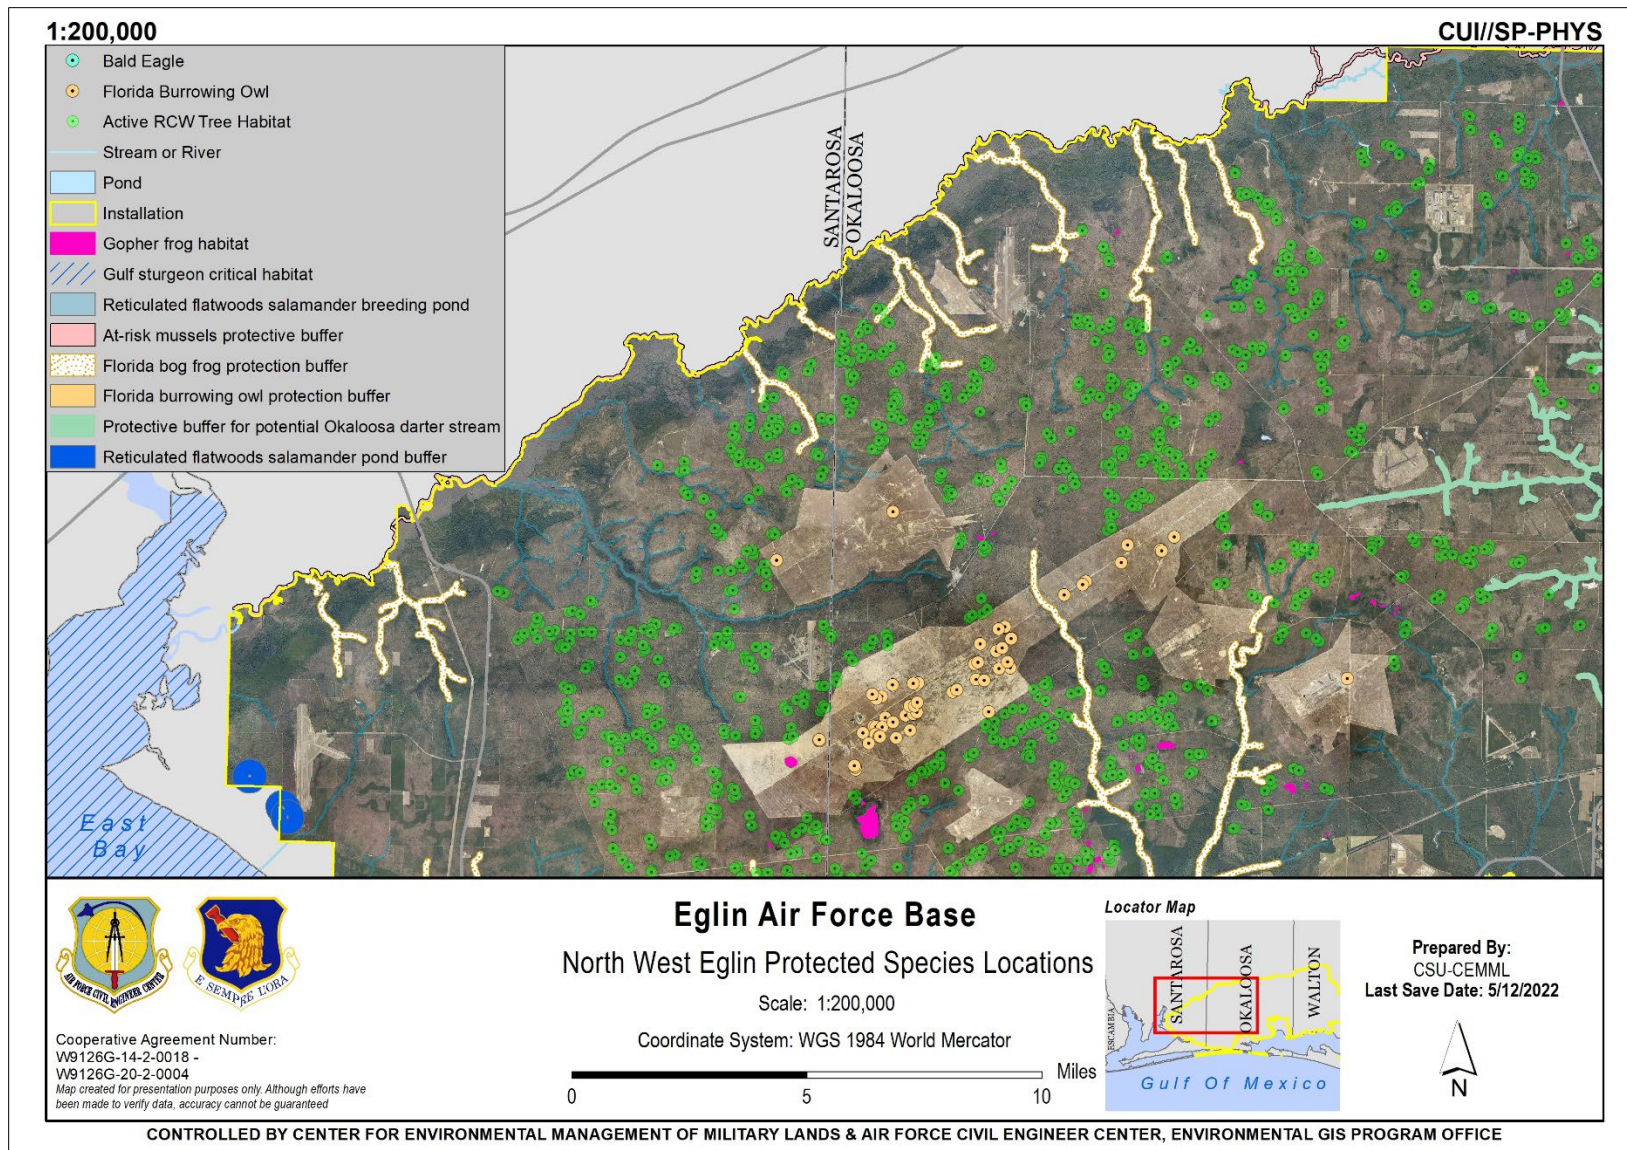 1:200,000
CUI//SP-PHYS
Bald Eagle
Florida Burrowing Owl
Active RCW Tree Habitat
Stream or River
Pond
Installation
Gopher frog habitat
Gulf sturgeon critical habitat
Reticulated flatwoods salamander breeding pond
At-risk mussels protective buffer
Florida bog frog protection buffer
Florida burrowing owl protection buffer
Protective buffer for potential Okaloosa darter stream
Reticulated flatwoods salamander pond buffer
SANTAROSA
OKALOOSA
East
Bay
AIR FORCE CIVIL ENGINEER CENTER
E SEMPRE L'ORA
Cooperative Agreement Number:
W9126G-14-2-0018 -
W9126G-20-2-0004
Map created for presentation purposes only. Although efforts have
been made to verify data, accuracy cannot be guaranteed
Eglin Air Force Base
North West Eglin Protected Species Locations
Scale: 1:200,000
Coordinate System: WGS 1984 World Mercator
Miles
0 5 10
Locator Map
ESCAMBIA
SANTAROSA
OKALOOSA
WALTON
Gulf Of Mexico
Prepared By:
CSU-CEMML
Last Save Date: 5/12/2022
N
CONTROLLED BY CENTER FOR ENVIRONMENTAL MANAGEMENT OF MILITARY LANDS & AIR FORCE CIVIL ENGINEER CENTER, ENVIRONMENTAL GIS PROGRAM OFFICE